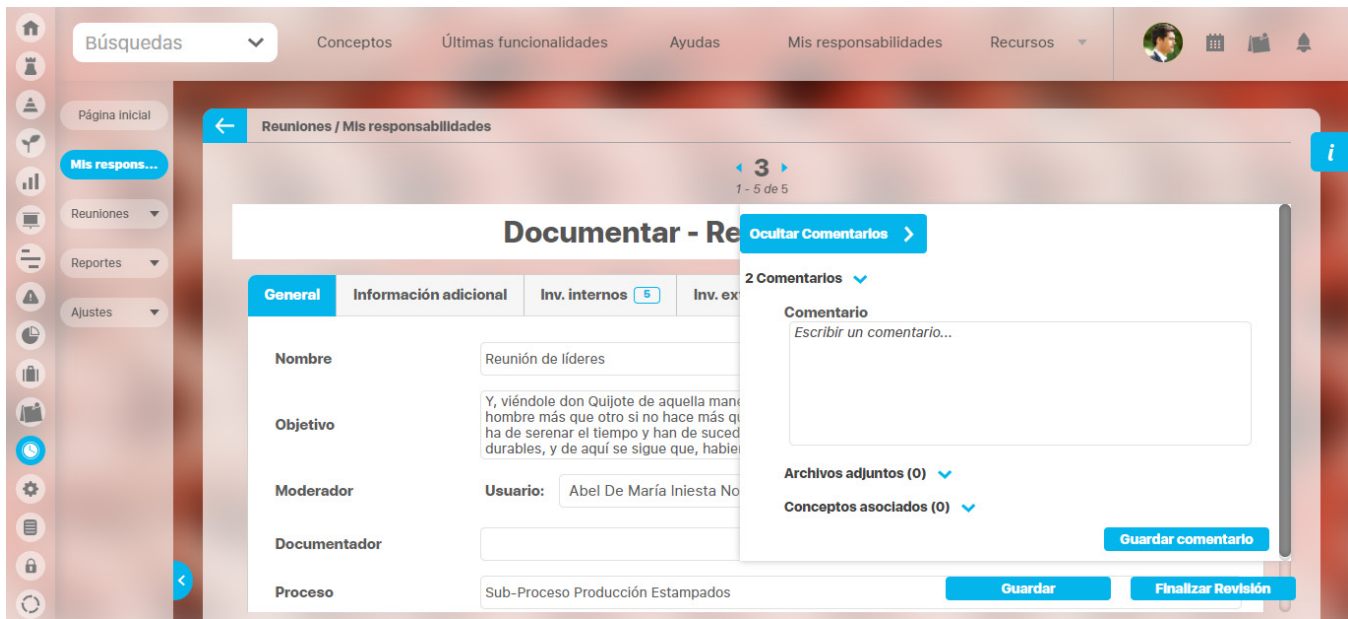 Búsquedas
Conceptos
Últimas funcionalidades
Ayudas
Mis responsabilidades
Recursos
Página inicial
Mis respons...
Reuniones
Reportes
Ajustes
Reuniones / Mis responsabilidades
i
3
1 - 5 de 5
Documentar - Re
Ocultar Comentarios
General
Información adicional
Inv. internos 5
Inv. ex
2 Comentarios
Comentario
Escribir un comentario...
Archivos adjuntos (0)
Conceptos asociados (0)
Guardar comentario
Nombre
Reunión de líderes
Objetivo
Y, viéndole don Quijote de aquella mane
hombre más que otro si no hace más qu
ha de serenar el tiempo y han de suced
durables, y de aquí se sigue que, habie
Moderador
Usuario: Abel De María Iniesta No
Documentador
Proceso
Sub-Proceso Producción Estampados
Guardar
Finalizar Revisión